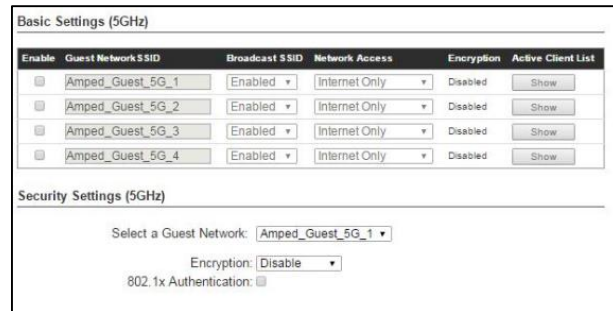 Basic Settings (5GHz)
Enable Guest Network SSID Broadcast SSID Network Access Encryption Active Client List
Amped_Guest_5G_1 Enabled Internet Only Disabled Show
Amped_Guest_5G_2 Enabled Internet Only Disabled Show
Amped_Guest_5G_3 Enabled Internet Only Disabled Show
Amped_Guest_5G_4 Enabled Internet Only Disabled Show
Security Settings (5GHz)
Select a Guest Network: Amped_Guest_5G_1
Encryption: Disable
802.1x Authentication: